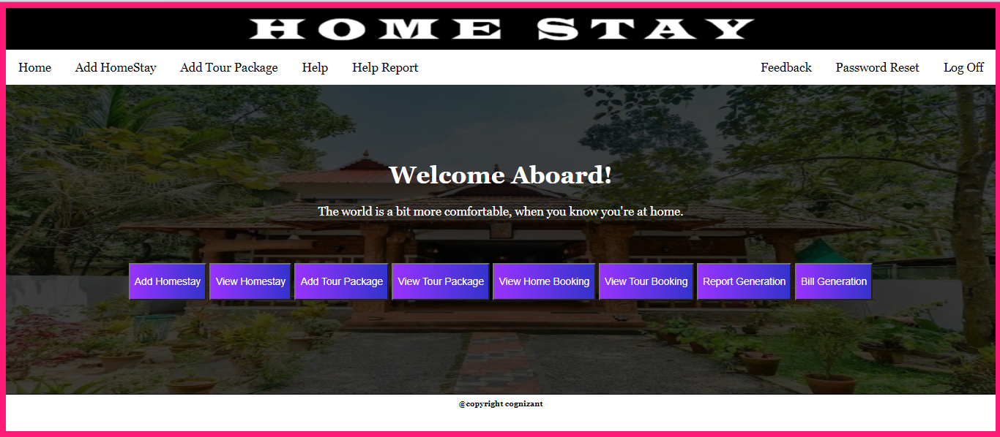 HOME STAY
Home Add HomeStay Add Tour Package Help Help Report Feedback Password Reset Log Off
Welcome Aboard!
The world is a bit more comfortable, when you know you're at home.
Add Homestay View Homestay Add Tour Package View Tour Package View Home Booking View Tour Booking Report Generation Bill Generation
@copyright cognizant